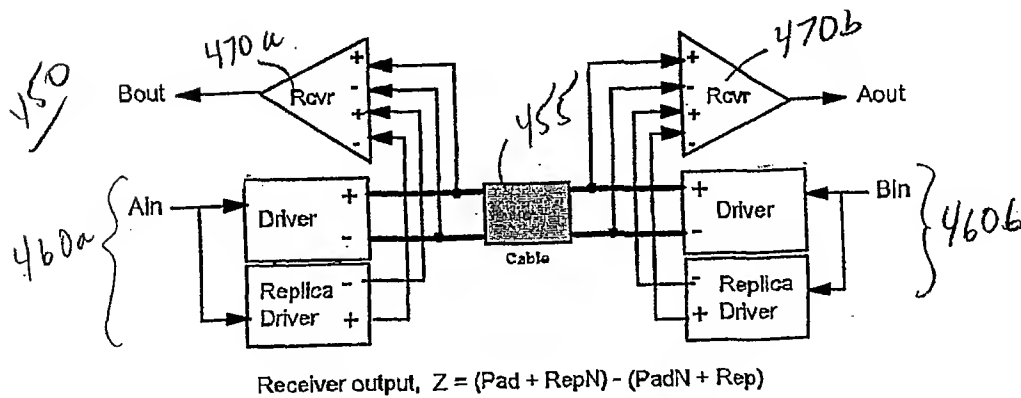 470a
470b
450
Bout
Rcvr
+
-
+
-
455
+
-
+
-
Rcvr
Aout
460a
Ain
Driver
+
-
Cable
+
-
Driver
Bin
460b
Replica
Driver
-
+
-
+
Replica
Driver
Receiver output, Z = (Pad + RepN) - (PadN + Rep)